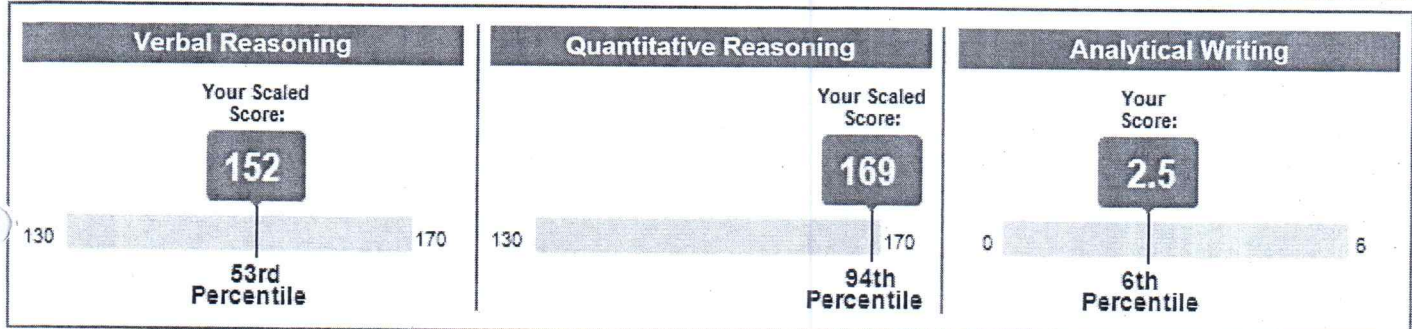 Verbal Reasoning
Your Scaled
Score:
152
130
170
53rd
Percentile
Quantitative Reasoning
Your Scaled
Score:
169
130
170
94th
Percentile
Analytical Writing
Your
Score:
2.5
0
6
6th
Percentile